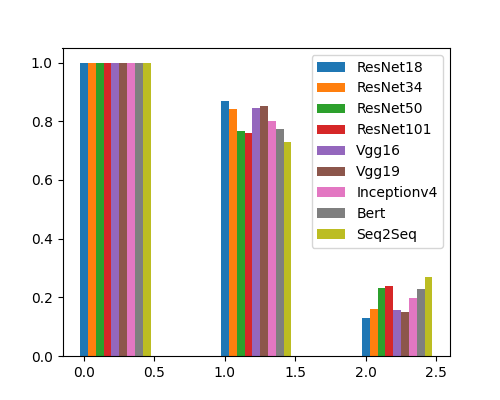 1.0
0.8
0.6
0.4
0.2
0.0
0.0 0.5 1.0 1.5 2.0 2.5
ResNet18
ResNet34
ResNet50
ResNet101
Vgg16
Vgg19
Inceptionv4
Bert
Seq2Seq